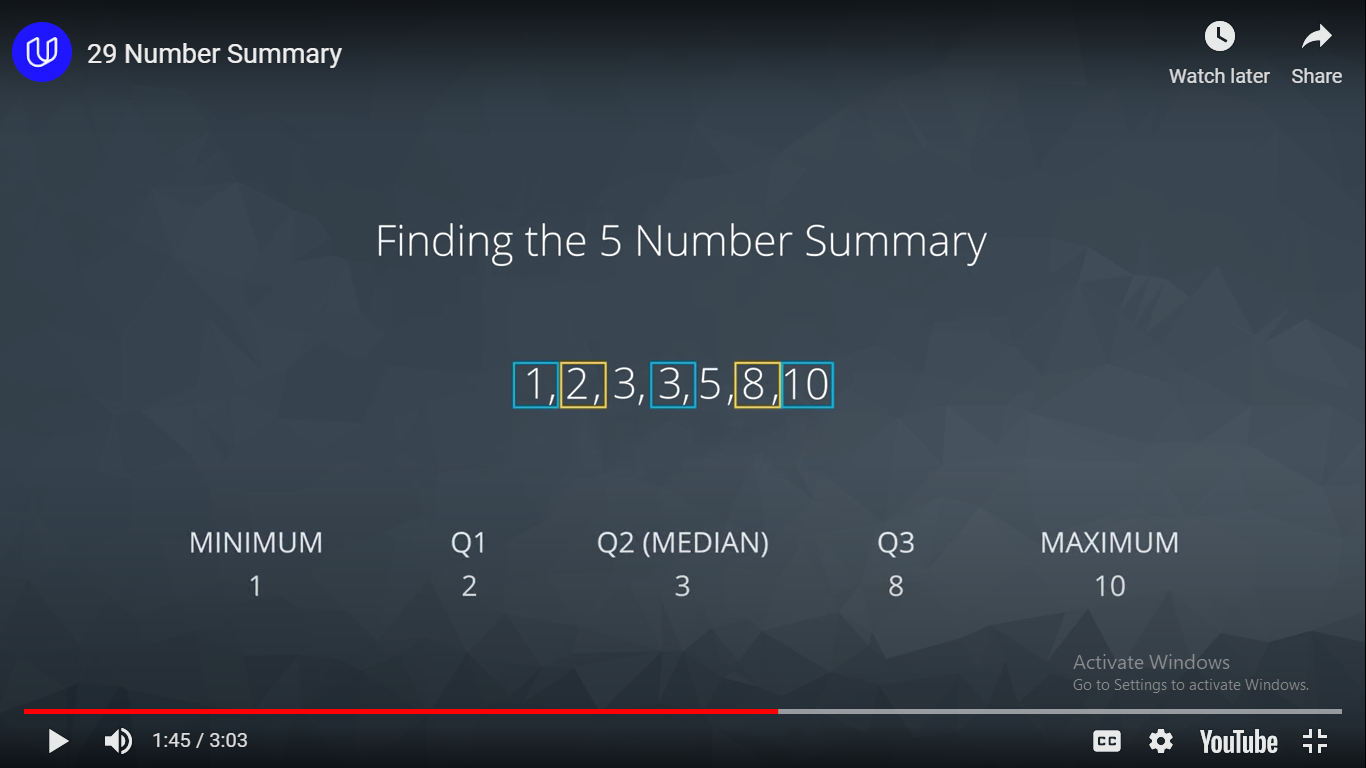 29 Number Summary
Watch later
Share
Finding the 5 Number Summary
1, 2, 3, 3, 5, 8, 10
MINIMUM Q1 Q2 (MEDIAN) Q3 MAXIMUM
1 2 3 8 10
Activate Windows
Go to Settings to activate Windows.
1:45 / 3:03
CC
YouTube